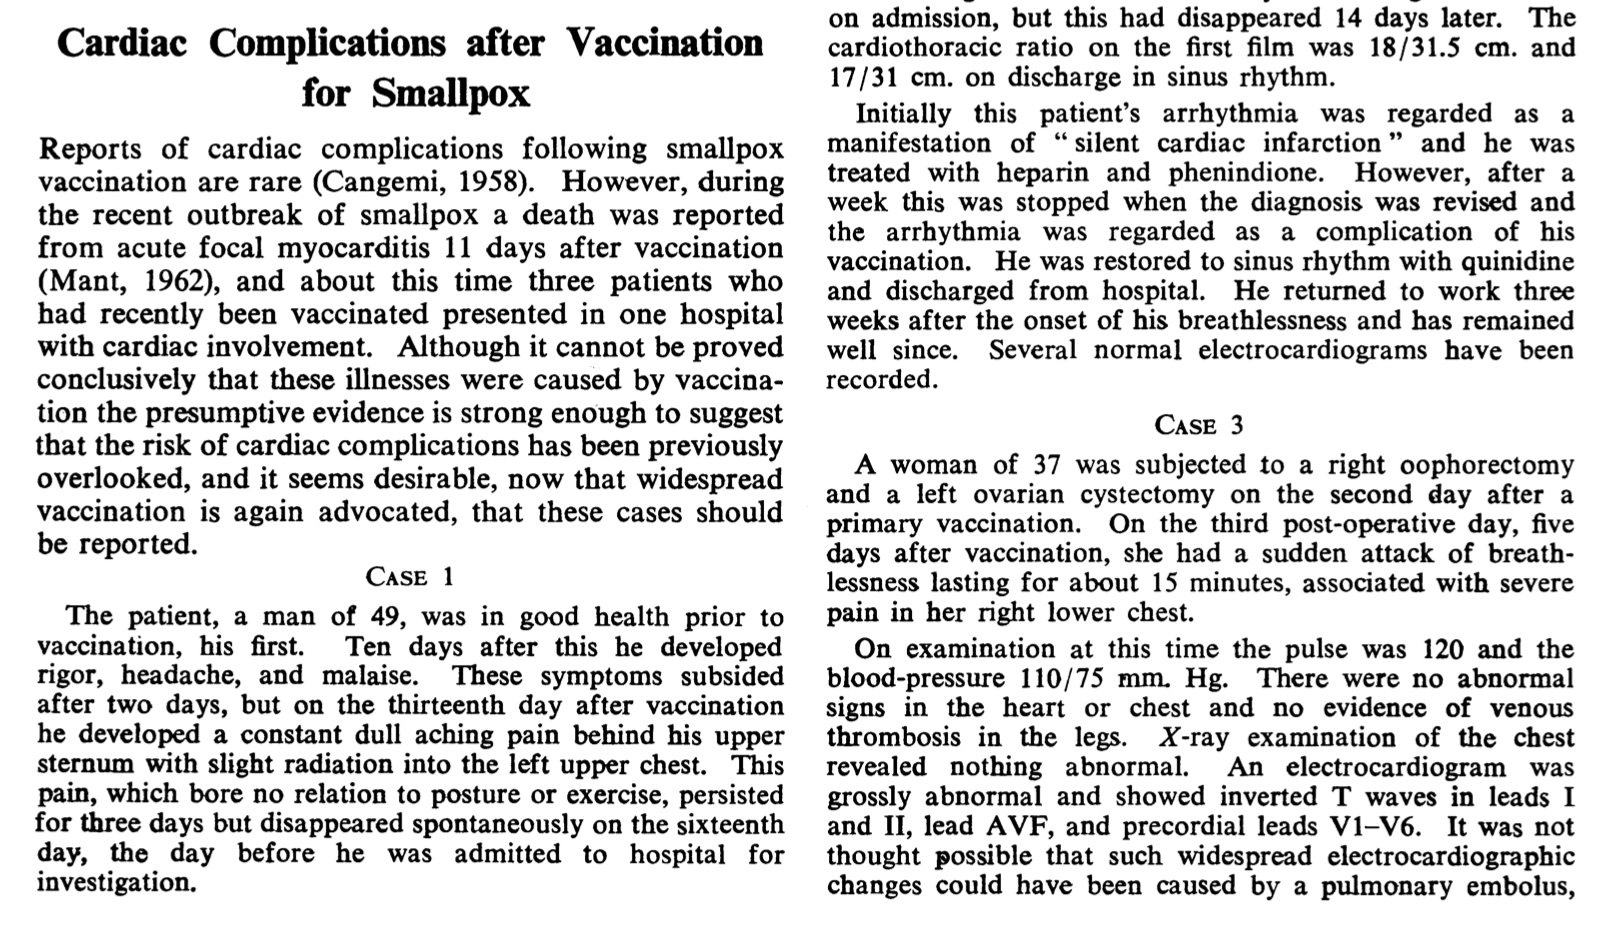 Cardiac Complications after Vaccination
for Smallpox
Reports of cardiac complications following smallpox
vaccination are rare (Cangemi, 1958). However, during
the recent outbreak of smallpox a death was reported
from acute focal myocarditis 11 days after vaccination
(Mant, 1962), and about this time three patients who
had recently been vaccinated presented in one hospital
with cardiac involvement. Although it cannot be proved
conclusively that these illnesses were caused by vaccina-
tion the presumptive evidence is strong enough to suggest
that the risk of cardiac complications has been previously
overlooked, and it seems desirable, now that widespread
vaccination is again advocated, that these cases should
be reported.
CASE 1
The patient, a man of 49, was in good health prior to
vaccination, his first. Ten days after this he developed
rigor, headache, and malaise. These symptoms subsided
after two days, but on the thirteenth day after vaccination
he developed a constant dull aching pain behind his upper
sternum with slight radiation into the left upper chest. This
pain, which bore no relation to posture or exercise, persisted
for three days but disappeared spontaneously on the sixteenth
day, the day before he was admitted to hospital for
investigation.
on admission, but this had disappeared 14 days later. The
cardiothoracic ratio on the first film was 18/31.5 cm. and
17/31 cm. on discharge in sinus rhythm.
Initially this patient's arrhythmia was regarded as a
manifestation of “ silent cardiac infarction ” and he was
treated with heparin and phenindione. However, after a
week this was stopped when the diagnosis was revised and
the arrhythmia was regarded as a complication of his
vaccination. He was restored to sinus rhythm with quinidine
and discharged from hospital. He returned to work three
weeks after the onset of his breathlessness and has remained
well since. Several normal electrocardiograms have been
recorded.
CASE 3
A woman of 37 was subjected to a right oophorectomy
and a left ovarian cystectomy on the second day after a
primary vaccination. On the third post-operative day, five
days after vaccination, she had a sudden attack of breath-
lessness lasting for about 15 minutes, associated with severe
pain in her right lower chest.
On examination at this time the pulse was 120 and the
blood-pressure 110/75 mm. Hg. There were no abnormal
signs in the heart or chest and no evidence of venous
thrombosis in the legs. X-ray examination of the chest
revealed nothing abnormal. An electrocardiogram was
grossly abnormal and showed inverted T waves in leads I
and II, lead AVF, and precordial leads V1–V6. It was not
thought possible that such widespread electrocardiographic
changes could have been caused by a pulmonary embolus,